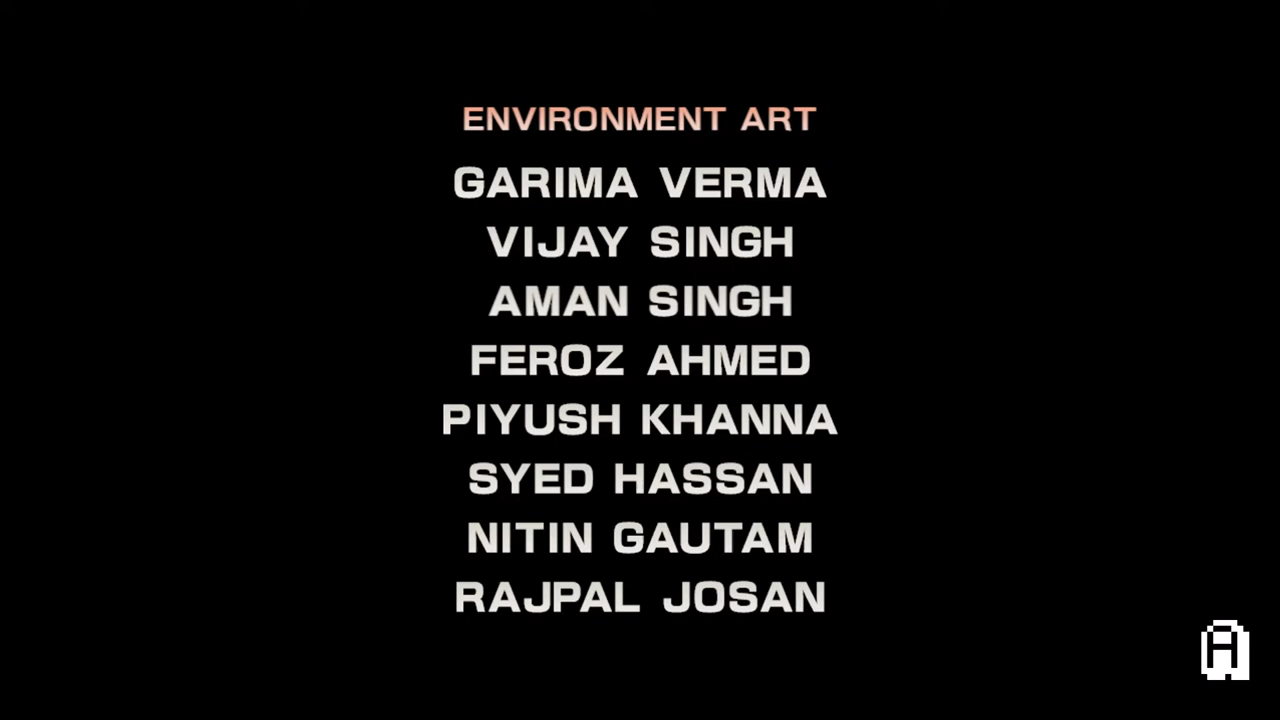 ENVIRONMENT ART
GARIMA VERMA
VIJAY SINGH
AMAN SINGH
FEROZ AHMED
PIYUSH KHANNA
SYED HASSAN
NITIN GAUTAM
RAJPAL JOSAN
A